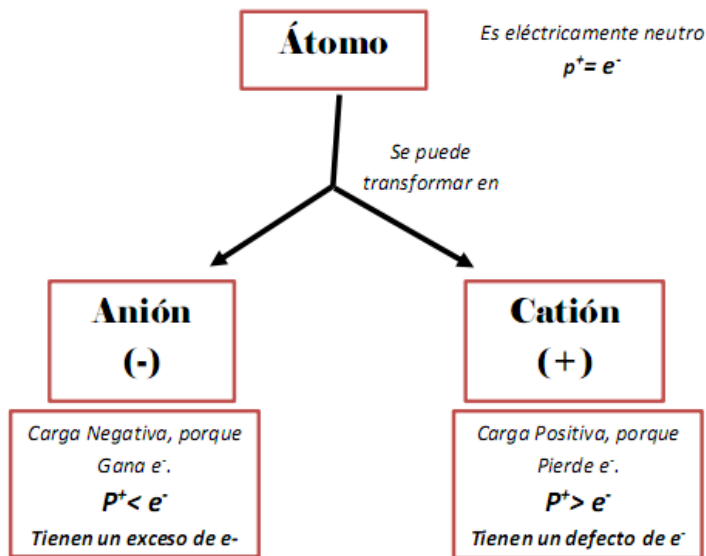 Átomo
Es eléctricamente neutro
p⁺= e⁻
Se puede
transformar en
Anión
(-)
Catión
(+)
Carga Negativa, porque
Gana e⁻.
P⁺< e⁻
Tienen un exceso de e-
Carga Positiva, porque
Pierde e⁻.
P⁺> e⁻
Tienen un defecto de e⁻